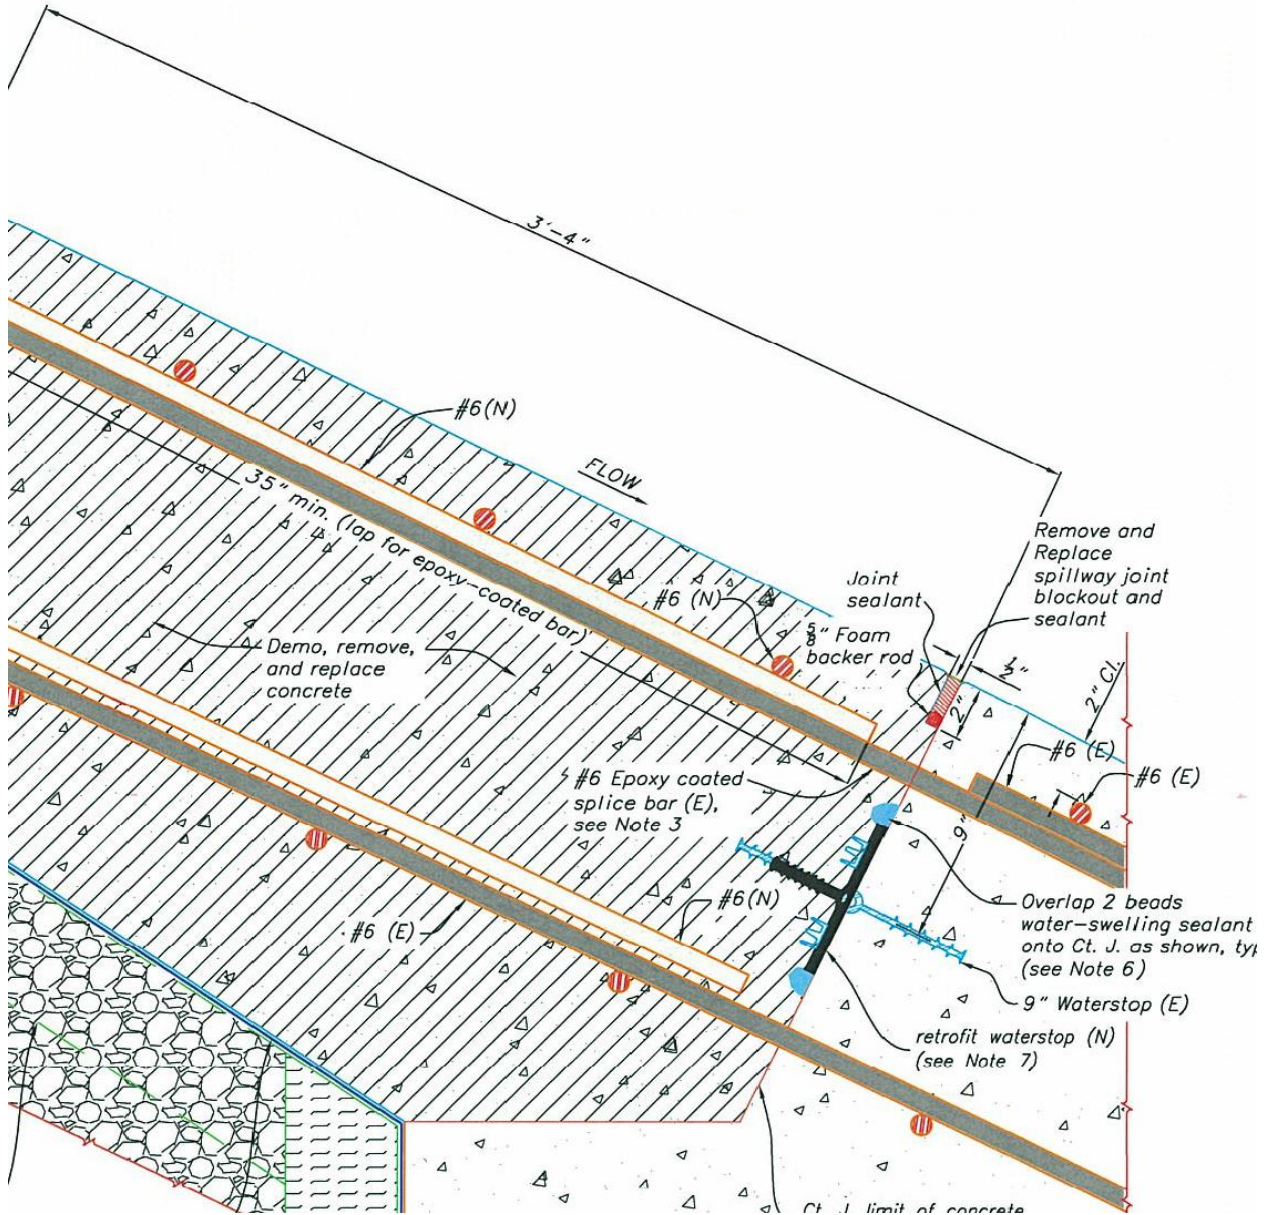 3'-4"
#6(N)
FLOW
35" min. (lap for epoxy-coated bar)
Remove and
Replace
spillway joint
blockout and
sealant
Joint
sealant
#6 (N)
5/8" Foam
backer rod
1/2"
2" Cl.
2"
Demo, remove,
and replace
concrete
#6 (E)
#6 (E)
#6 Epoxy coated
splice bar (E),
see Note 3
9"
#6(N)
#6 (E)
Overlap 2 beads
water-swelling sealant
onto Ct. J. as shown, typ
(see Note 6)
9" Waterstop (E)
retrofit waterstop (N)
(see Note 7)
Ct. J. limit of concrete